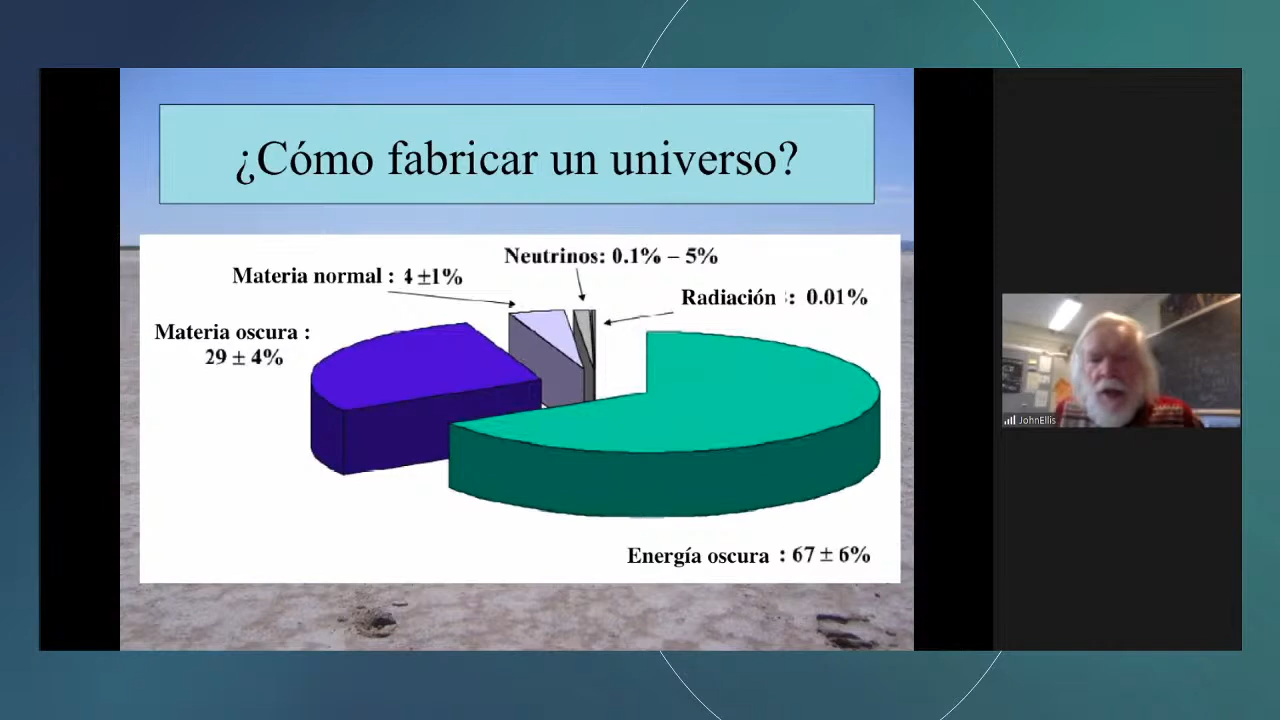 ¿Cómo fabricar un universo?
Neutrinos: 0.1% – 5%
Materia normal : 4 ±1%
Radiación : 0.01%
Materia oscura :
29 ± 4%
Energía oscura : 67 ± 6%
JohnEllis